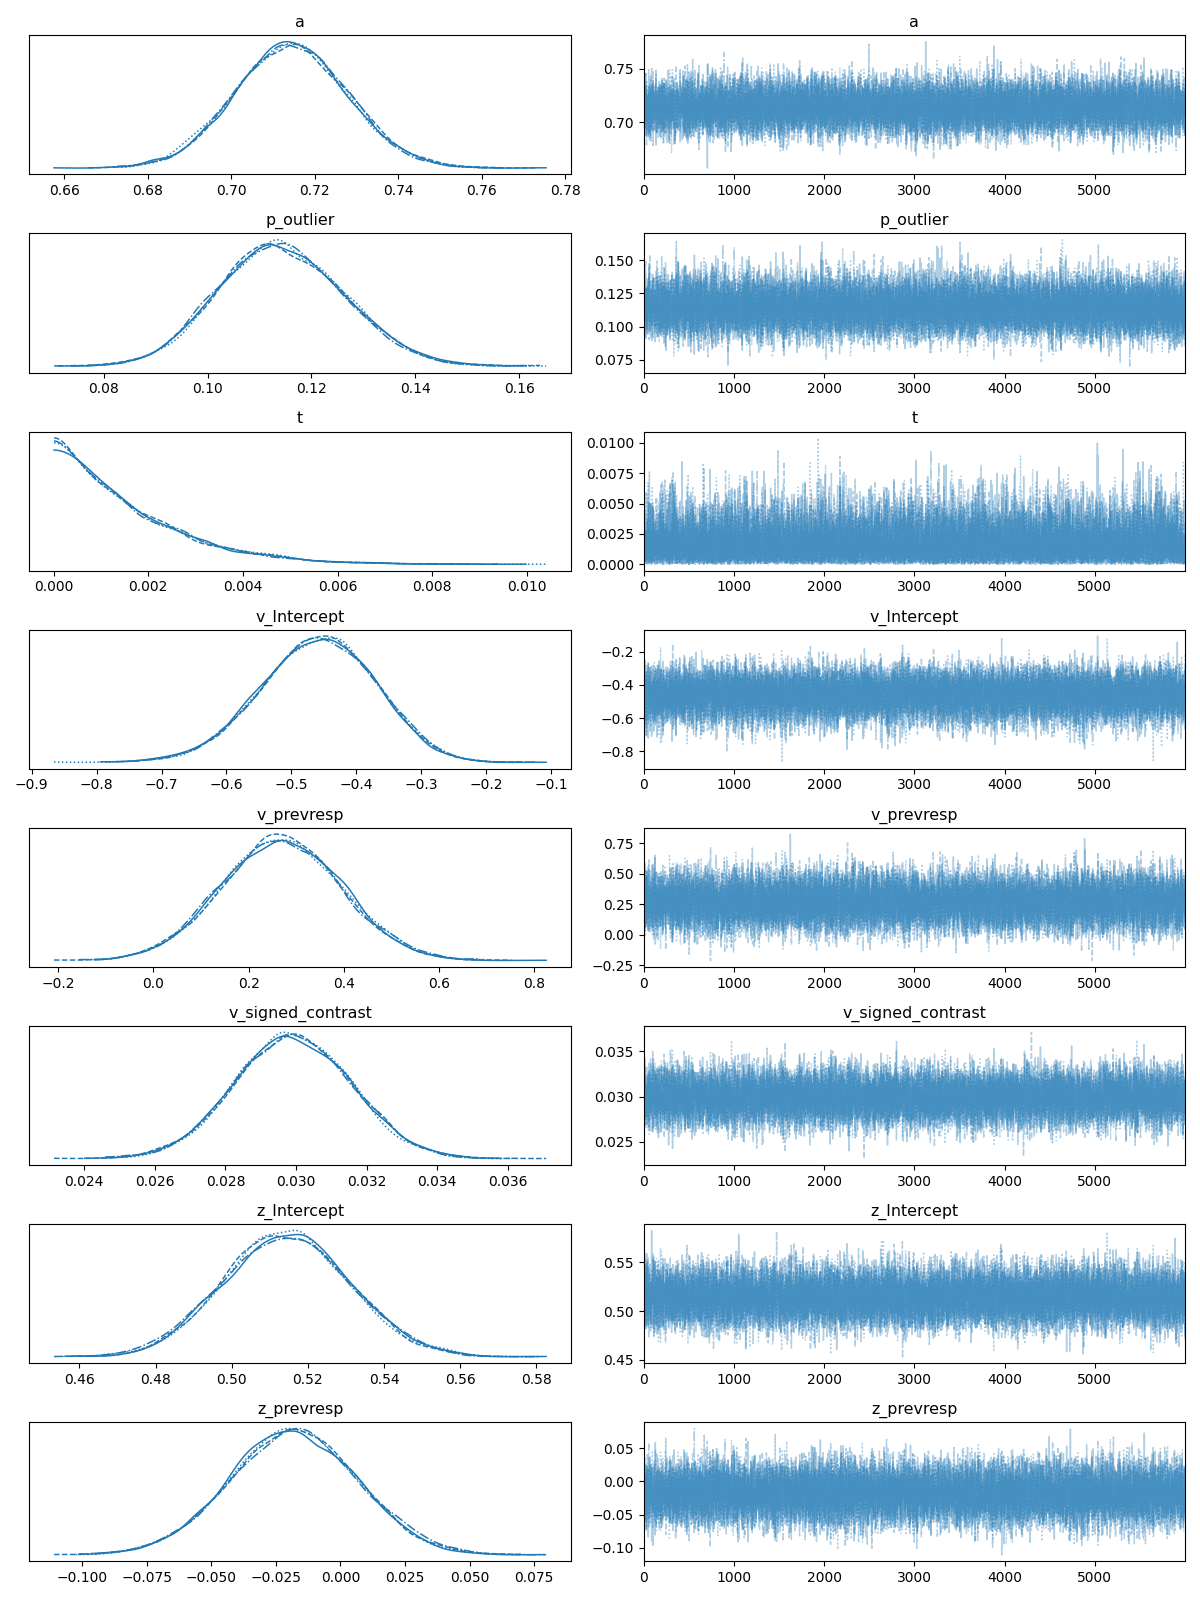 a a
0.66 0.68 0.70 0.72 0.74 0.76 0.78
0.75
0.70
0 1000 2000 3000 4000 5000
p_outlier p_outlier
0.08 0.10 0.12 0.14 0.16
0.150
0.125
0.100
0.075
0 1000 2000 3000 4000 5000
t t
0.000 0.002 0.004 0.006 0.008 0.010
0.0100
0.0075
0.0050
0.0025
0.0000
0 1000 2000 3000 4000 5000
v_Intercept v_Intercept
−0.9 −0.8 −0.7 −0.6 −0.5 −0.4 −0.3 −0.2 −0.1
−0.2
−0.4
−0.6
−0.8
0 1000 2000 3000 4000 5000
v_prevresp v_prevresp
−0.2 0.0 0.2 0.4 0.6 0.8
0.75
0.50
0.25
0.00
−0.25
0 1000 2000 3000 4000 5000
v_signed_contrast v_signed_contrast
0.024 0.026 0.028 0.030 0.032 0.034 0.036
0.035
0.030
0.025
0 1000 2000 3000 4000 5000
z_Intercept z_Intercept
0.46 0.48 0.50 0.52 0.54 0.56 0.58
0.55
0.50
0.45
0 1000 2000 3000 4000 5000
z_prevresp z_prevresp
−0.100 −0.075 −0.050 −0.025 0.000 0.025 0.050 0.075
0.05
0.00
−0.05
−0.10
0 1000 2000 3000 4000 5000